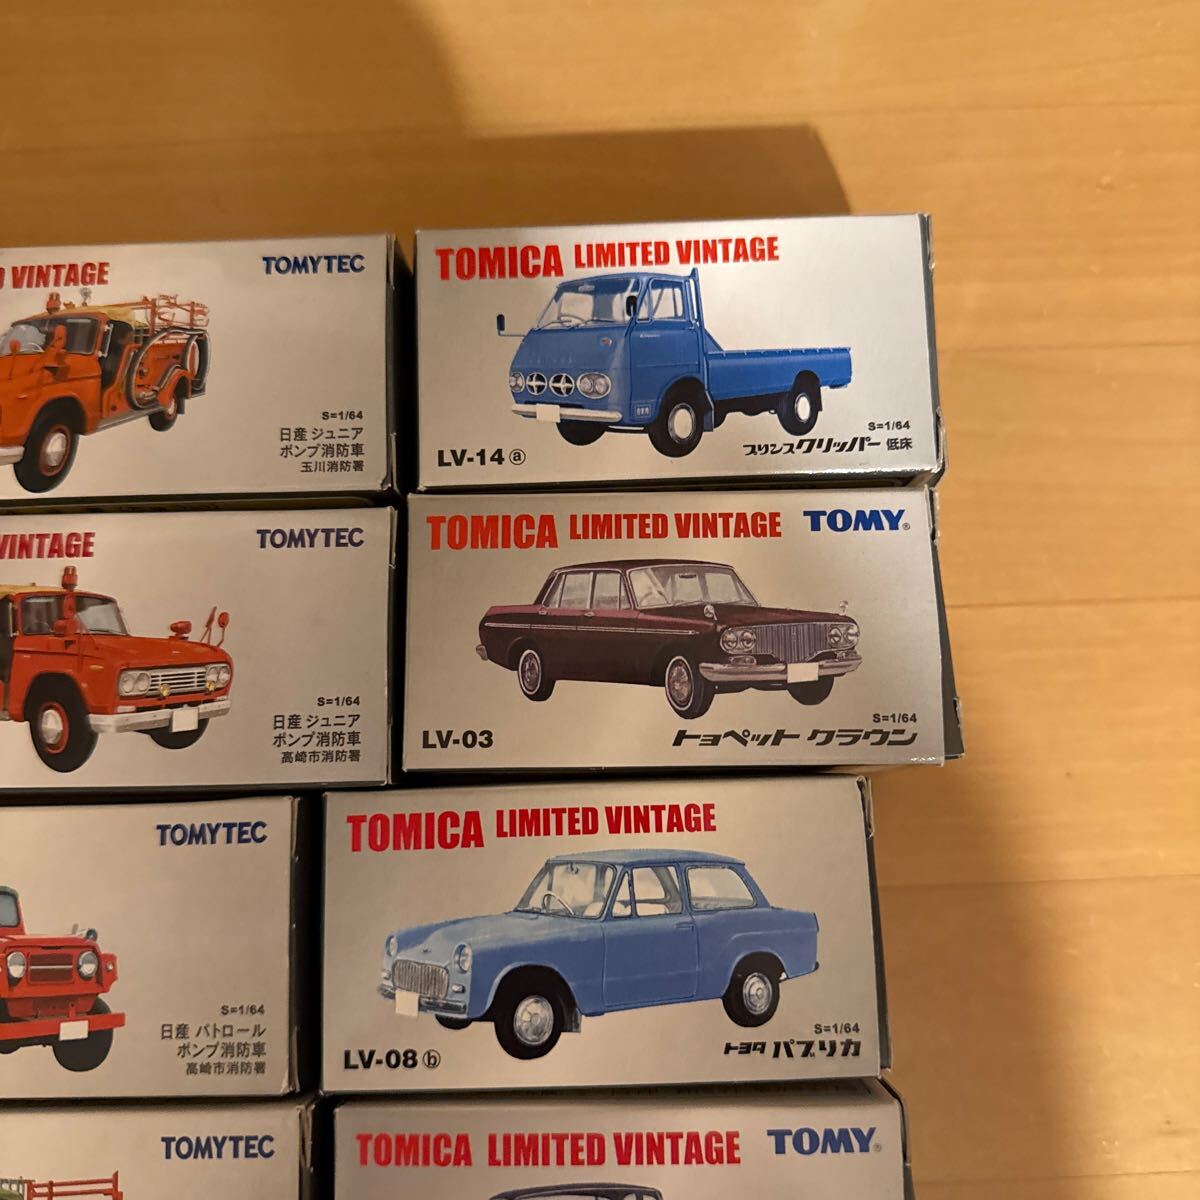 D VINTAGE TOMYTEC
S=1/64
日産 ジュニア
ポンプ消防車
玉川消防署
TOMICA LIMITED VINTAGE
S=1/64
LV-14 ⓐ プリンス クリッパー 低床
VINTAGE TOMYTEC
S=1/64
日産 ジュニア
ポンプ消防車
高崎市消防署
TOMICA LIMITED VINTAGE TOMY®
S=1/64
LV-03 トヨペット クラウン
TOMYTEC
S=1/64
日産 パトロール
ポンプ消防車
高崎市消防署
TOMICA LIMITED VINTAGE
S=1/64
LV-08 ⓑ トヨタ パブリカ
TOMYTEC
TOMICA LIMITED VINTAGE TOMY®